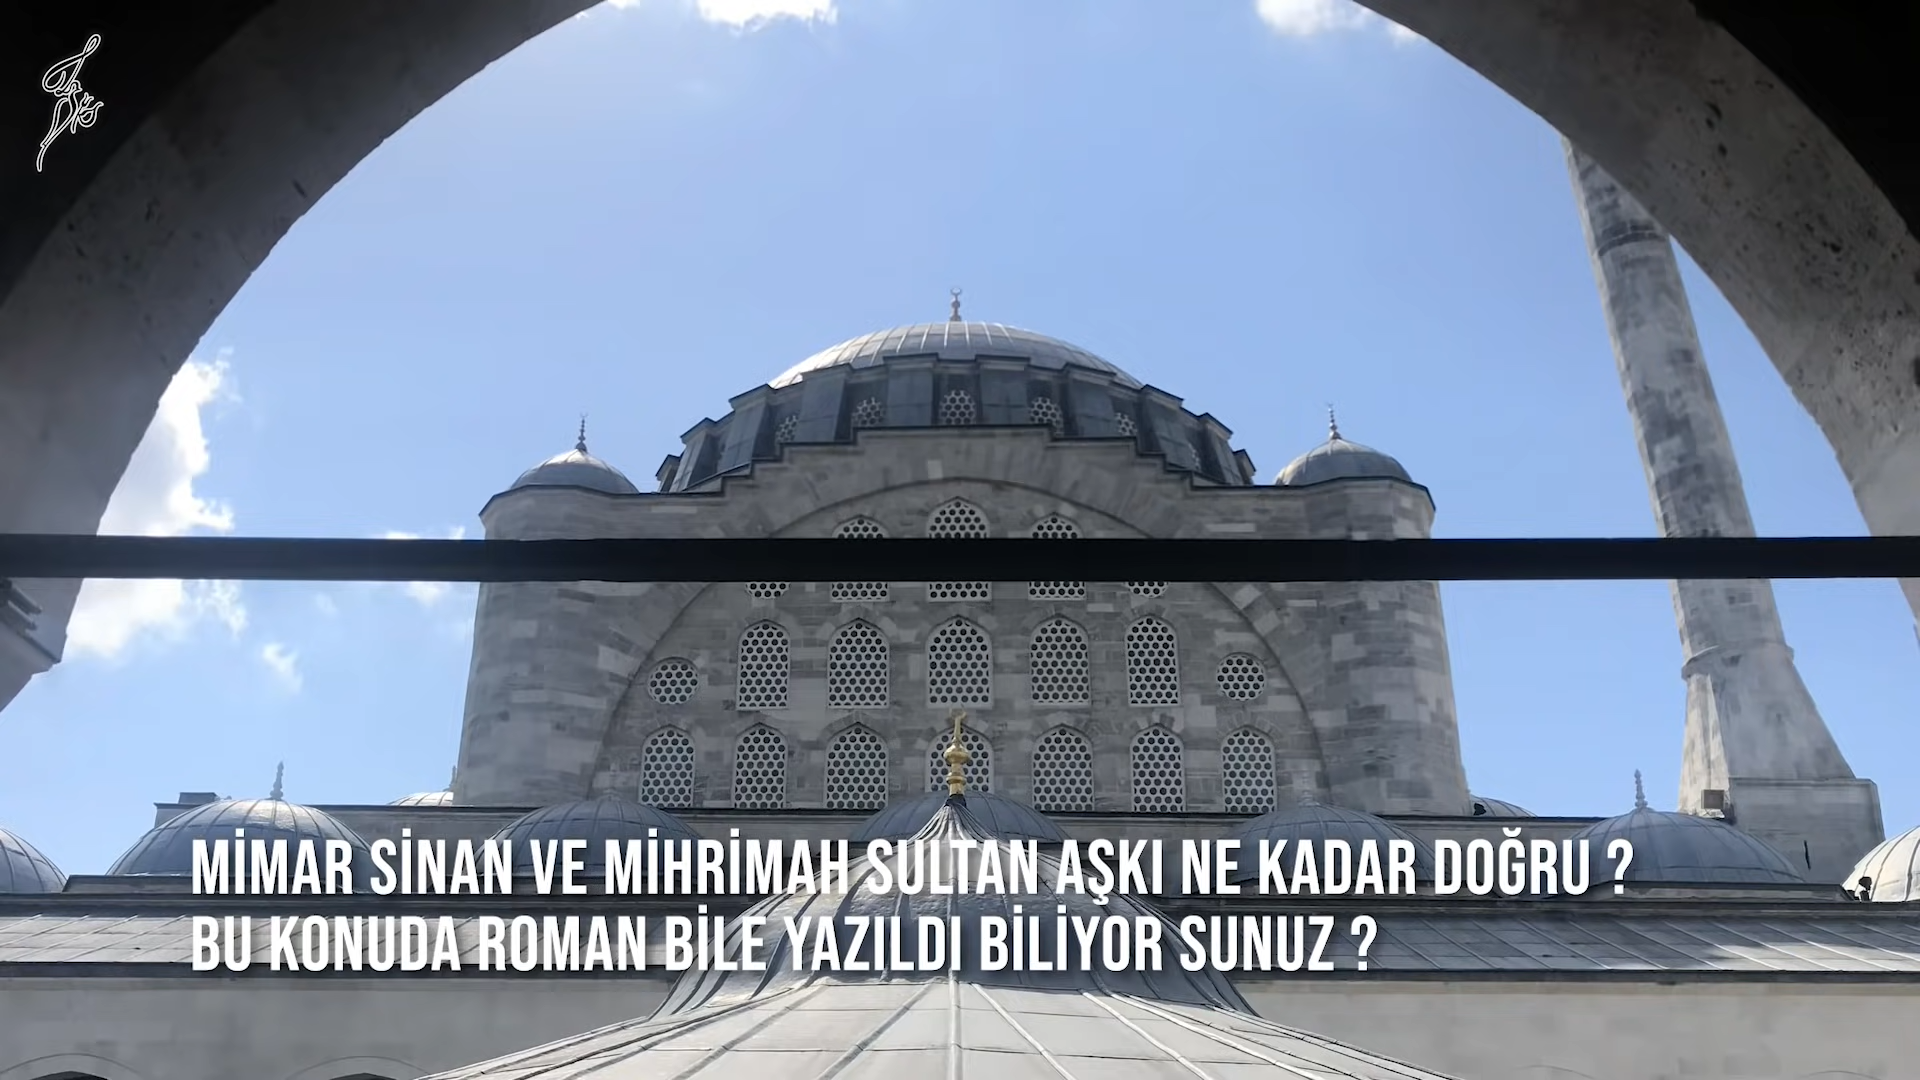 MİMAR SİNAN VE MİHRİMAH SULTAN AŞKI NE KADAR DOĞRU ?
BU KONUDA ROMAN BİLE YAZILDI BİLİYOR SUNUZ ?